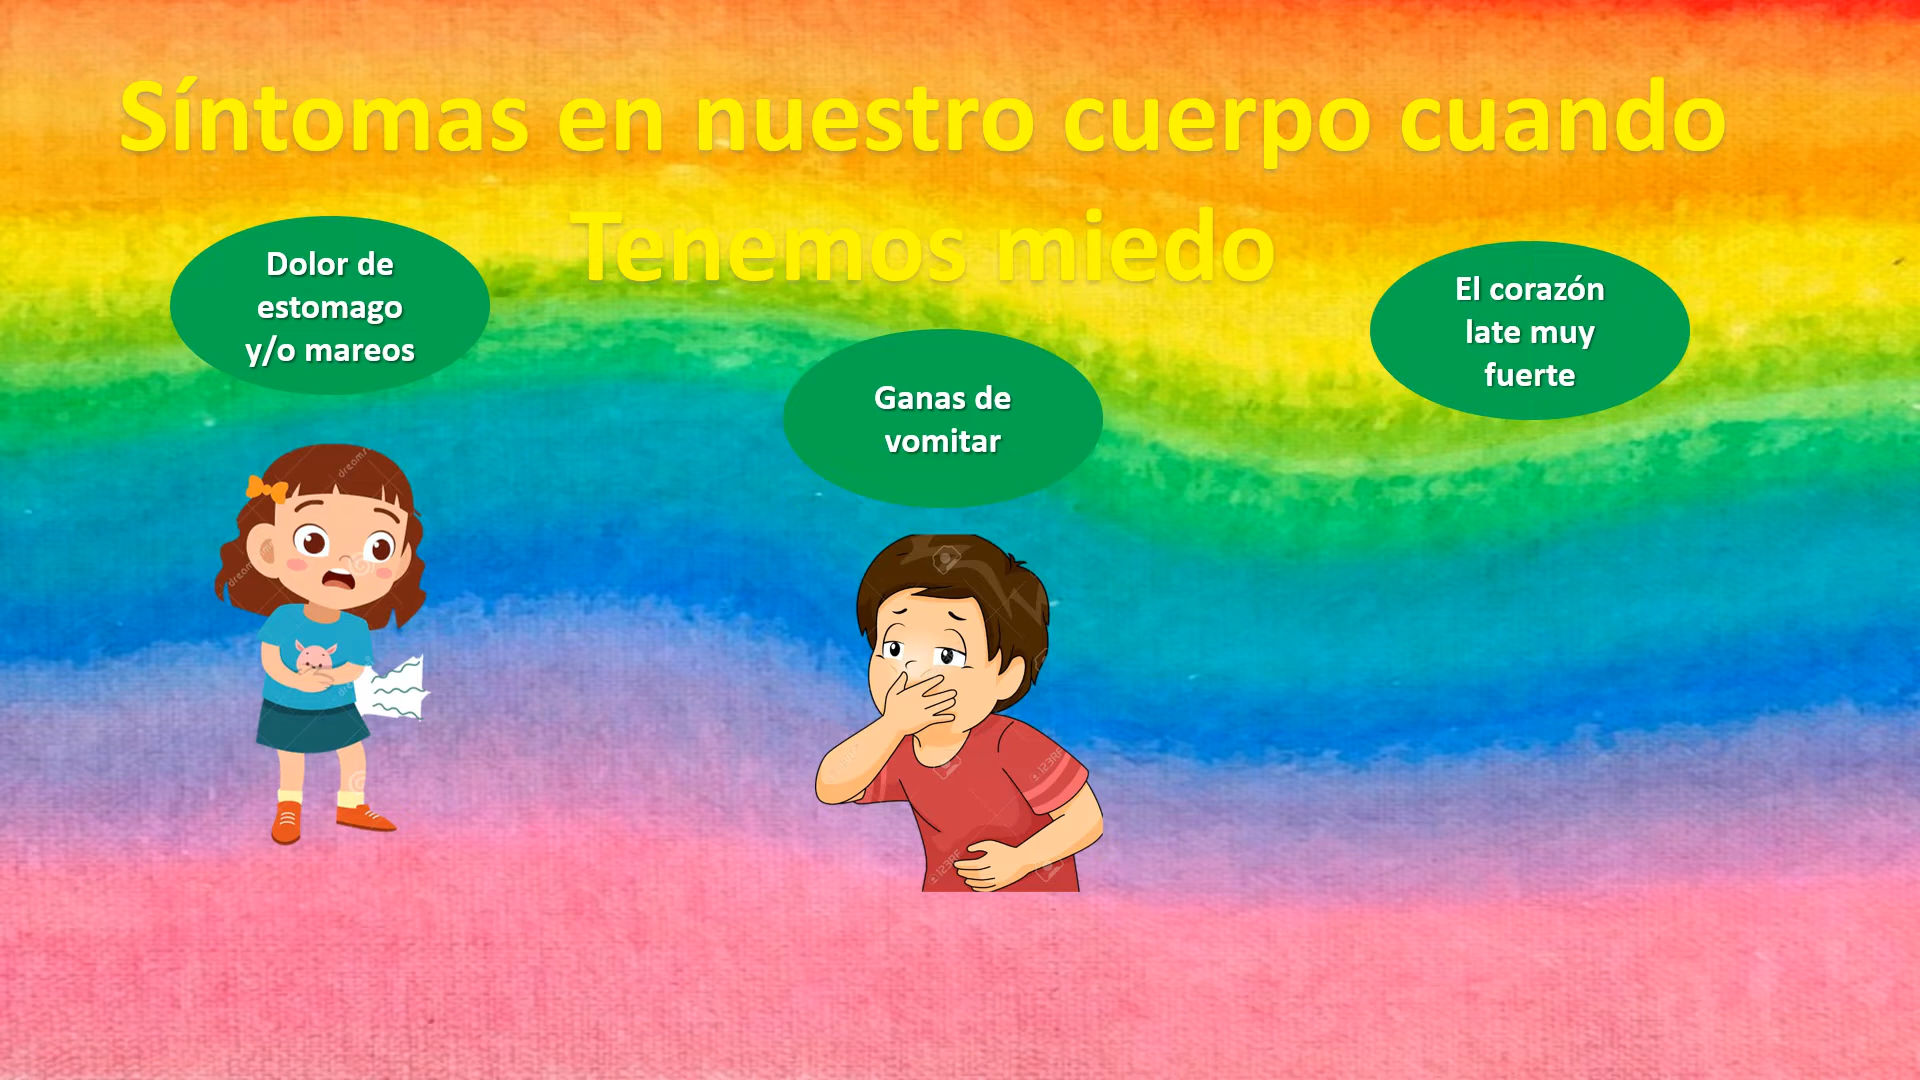 Síntomas en nuestro cuerpo cuando
Tenemos miedo
Dolor de
estomago
y/o mareos
Ganas de
vomitar
El corazón
late muy
fuerte